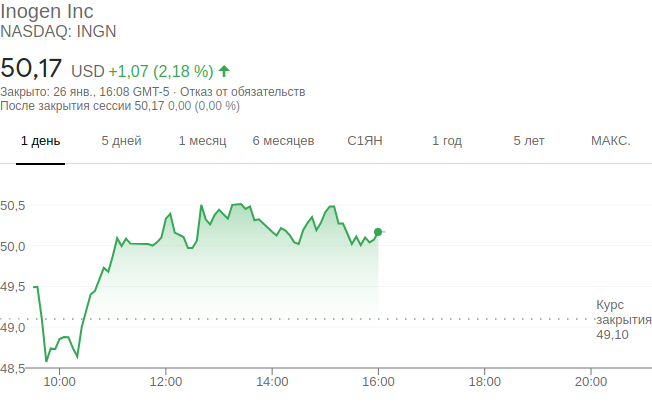 Inogen Inc
NASDAQ: INGN
50,17 USD +1,07 (2,18 %)
Закрыто: 26 янв., 16:08 GMT-5 · Отказ от обязательств
После закрытия сессии 50,17 0,00 (0,00 %)
1 день 5 дней 1 месяц 6 месяцев С1ЯН 1 год 5 лет МАКС.
50,5
50,0
49,5
Курс
49,0 закрытия
49,10
48,5
10:00 12:00 14:00 16:00 18:00 20:00